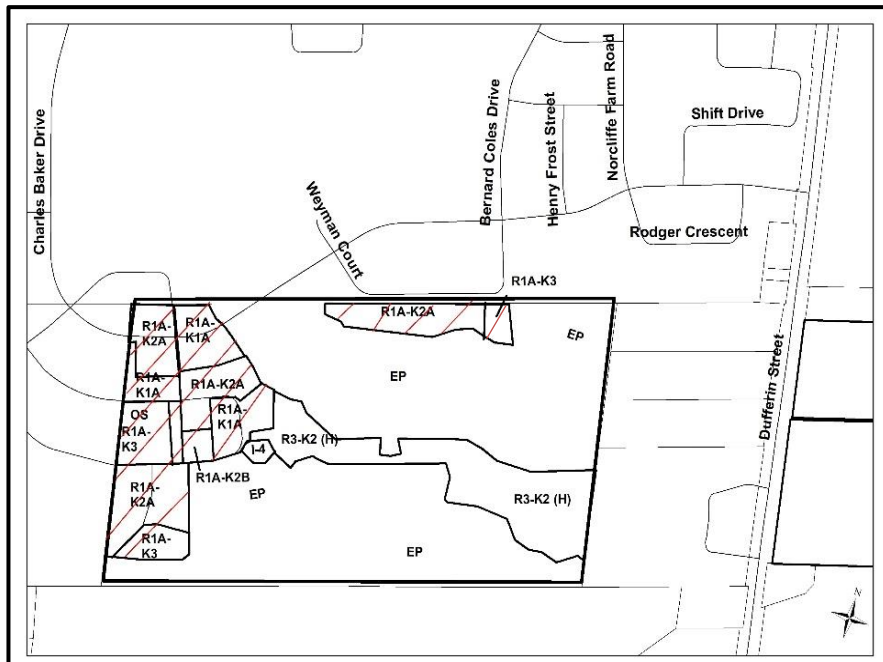 Charles Baker Drive
Weyman Court
Bernard Coles Drive
Henry Frost Street
Norcliffe Farm Road
Shift Drive
Rodger Crescent
Dufferin Street
R1A-K3
R1A-
K2A
R1A-
K1A
R1A-K2A
EP
EP
R1A-
K1A
R1A-K2A
OS
R1A-
K3
R1A-
K1A
R3-K2 (H)
I-4
R1A-K2B
EP
R1A-
K2A
R3-K2 (H)
R1A-
K3
EP
N